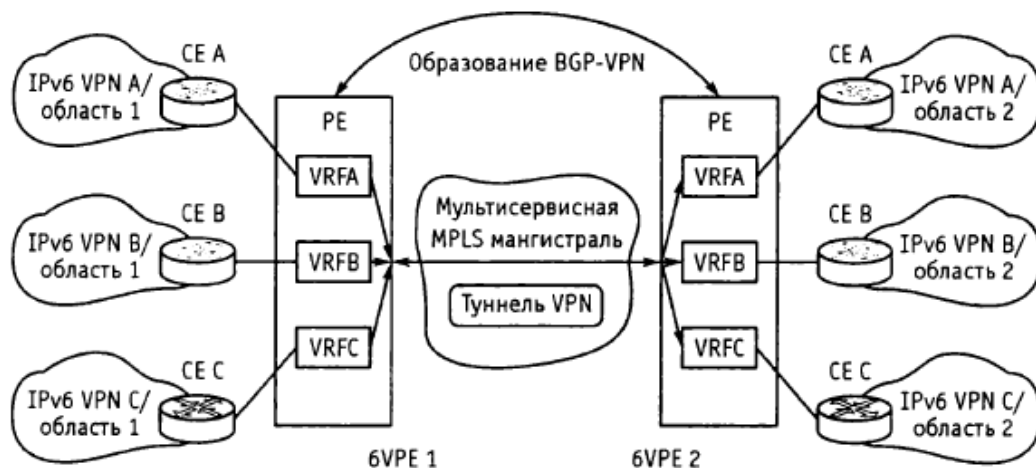 CE A
IPv6 VPN A/
область 1
Образование BGP-VPN
CE A
IPv6 VPN A/
область 2
PE
PE
VRFA
VRFA
CE B
IPv6 VPN B/
область 1
VRFB
Мультисервисная
MPLS мангистраль
Туннель VPN
VRFB
CE B
IPv6 VPN B/
область 2
VRFC
VRFC
CE C
IPv6 VPN C/
область 1
CE C
IPv6 VPN C/
область 2
6VPE 1
6VPE 2